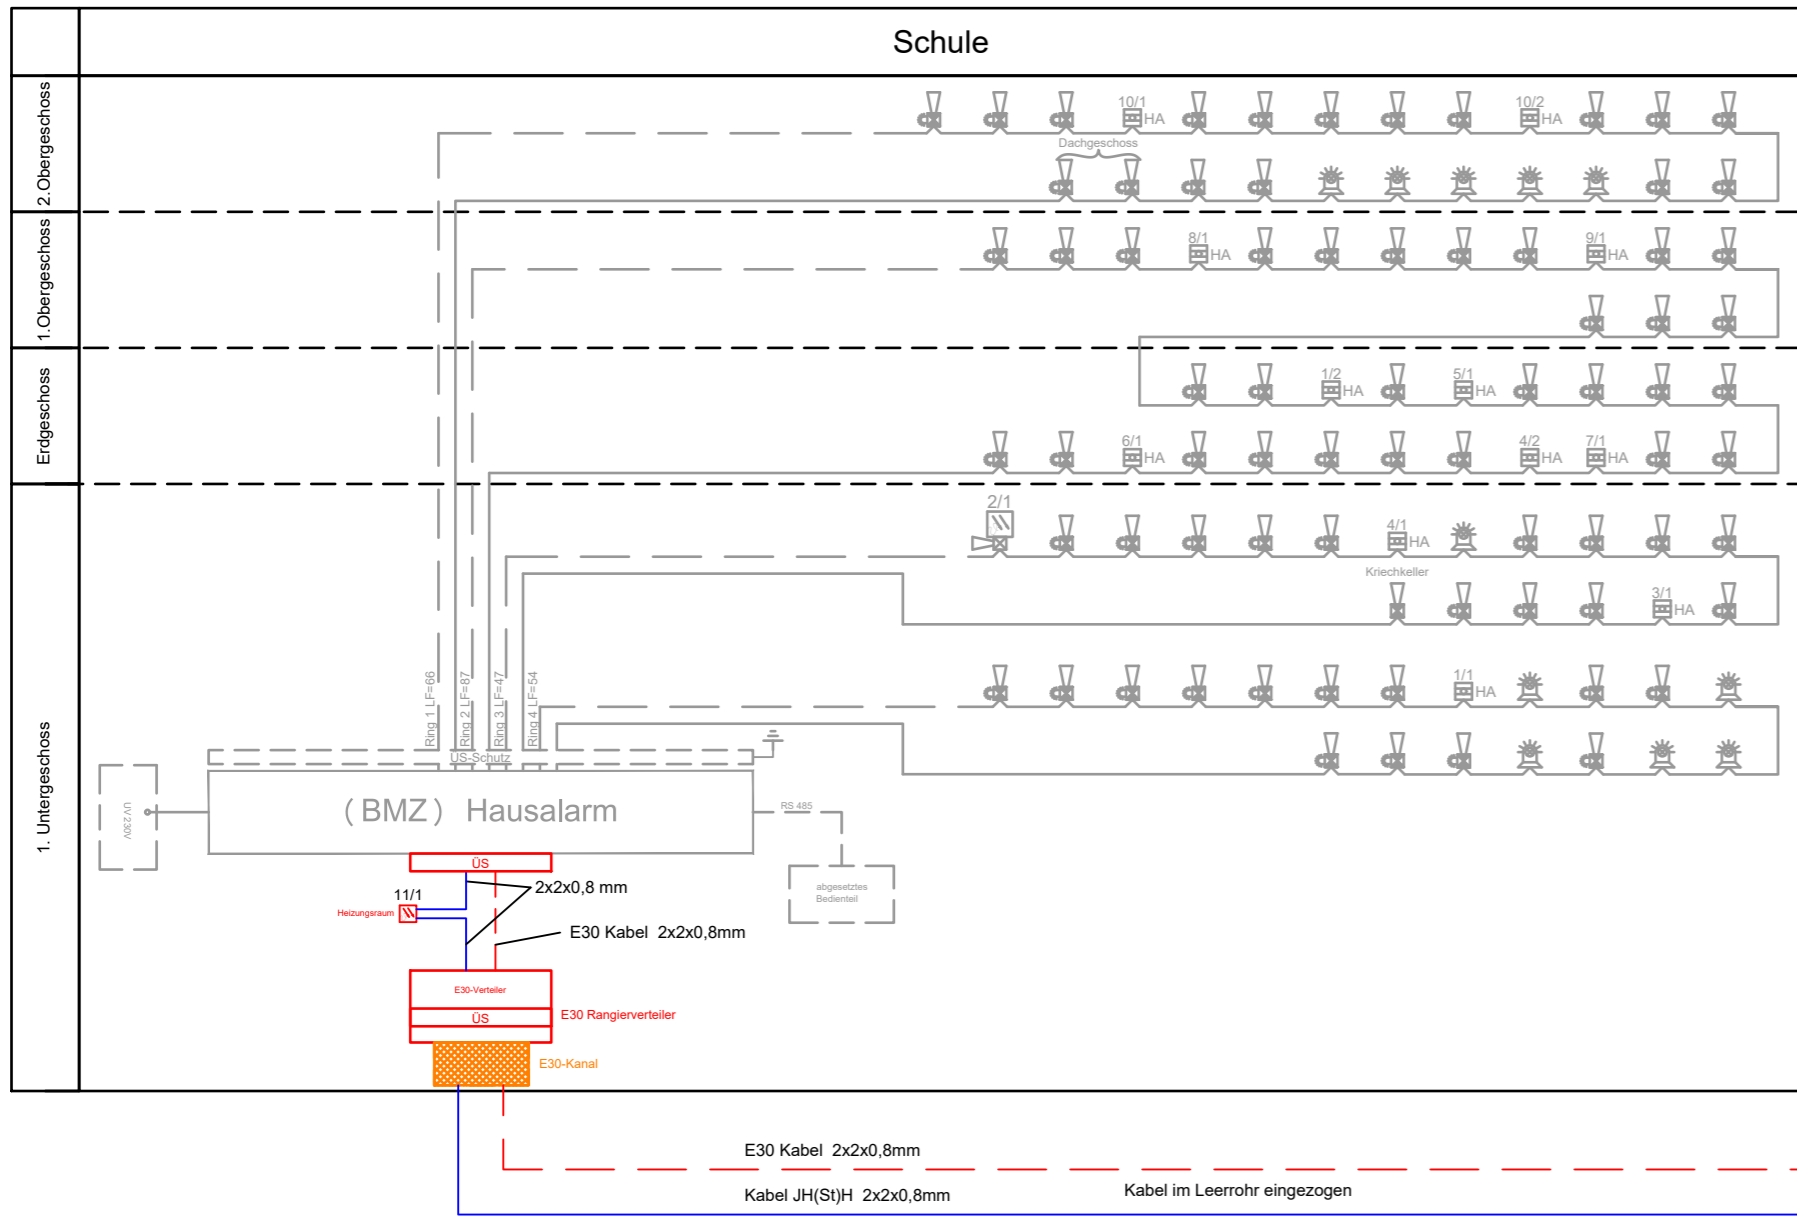 Schule
2.Obergeschoss
10/1
HA
10/2
HA
Dachgeschoss
1.Obergeschoss
8/1
HA
9/1
HA
Erdgeschoss
1/2
HA
5/1
HA
6/1
HA
4/2
7/1
HA
HA
1. Untergeschoss
2/1
4/1
HA
Kriechkeller
3/1
HA
1/1
HA
Ring 1 LF=66
Ring 2 LF=87
Ring 3 LF=47
Ring 4 LF=54
ÜS-Schutz
UV 230V
(BMZ) Hausalarm
RS 485
abgesetztes
Bedienteil
ÜS
11/1
Heizungsraum
2x2x0,8 mm
E30 Kabel 2x2x0,8mm
E30-Verteiler
ÜS
E30 Rangierverteiler
E30-Kanal
E30 Kabel 2x2x0,8mm
Kabel JH(St)H 2x2x0,8mm
Kabel im Leerrohr eingezogen